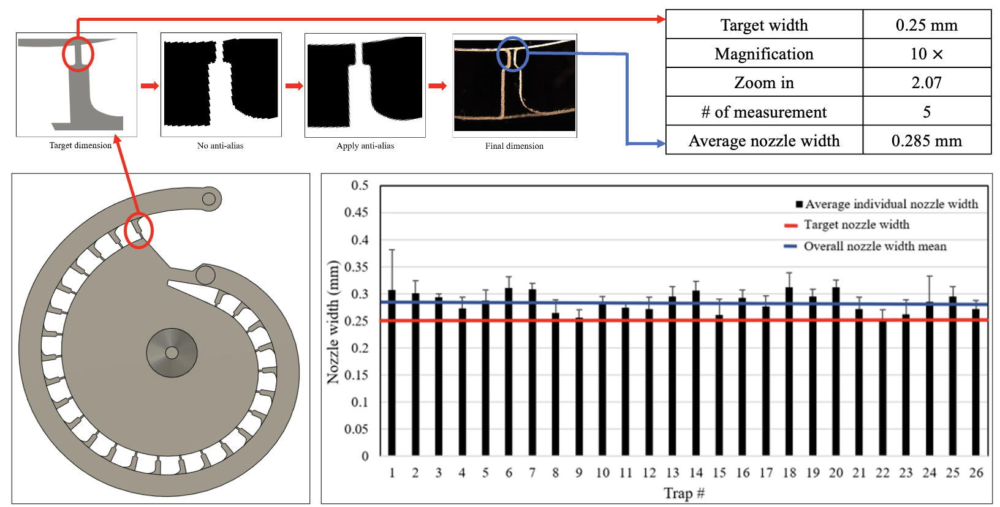 Target width 0.25 mm
Magnification 10 ×
Zoom in 2.07
# of measurement 5
Average nozzle width 0.285 mm
Target dimension
No anti-alias
Apply anti-alias
Final dimension
Average individual nozzle width
Target nozzle width
Overall nozzle width mean
Nozzle width (mm)
0.5
0.45
0.4
0.35
0.3
0.25
0.2
0.15
0.1
0.05
0
1 2 3 4 5 6 7 8 9 10 11 12 13 14 15 16 17 18 19 20 21 22 23 24 25 26
Trap #